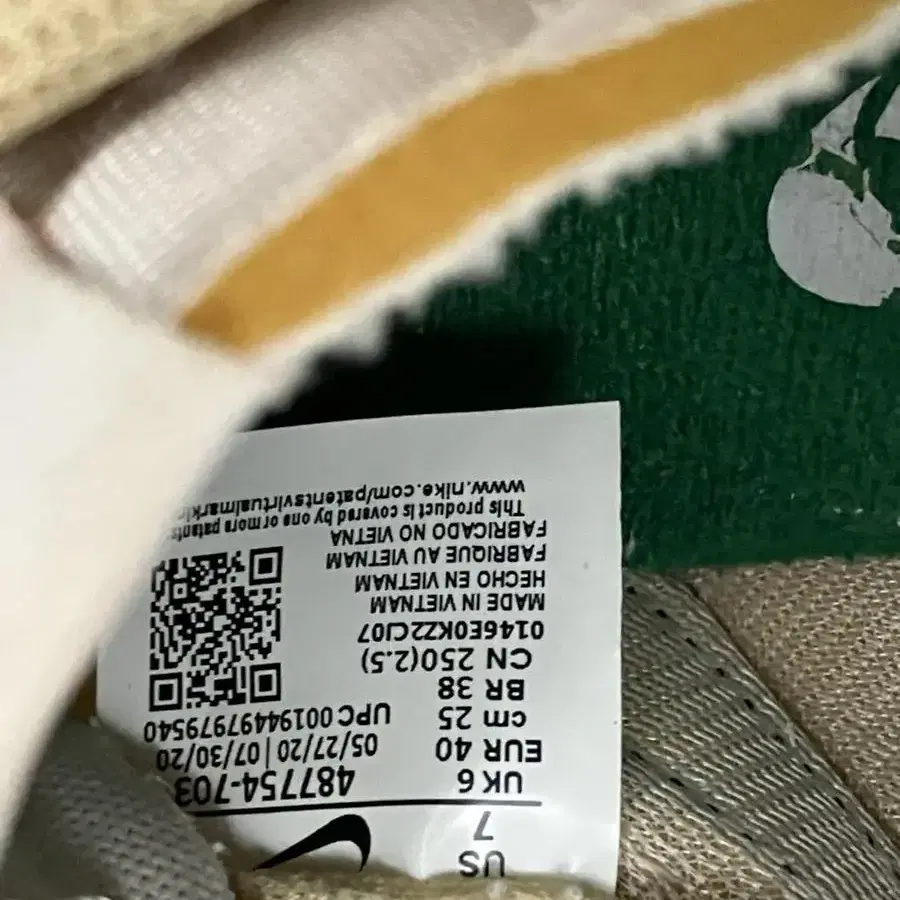 US
7
UK 6
487754-703
EUR 40
05/27/20 | 07/30/20
cm 25
UPC 00194497979540
BR 38
CN 250(2.5)
0146E0KZ2CJ07
MADE IN VIETNAM
HECHO EN VIETNAM
FABRIQUE AU VIETNAM
FABRICADO NO VIETNA
This product is covered by one or more patents
www.nike.com/patentsvirtualmarkin